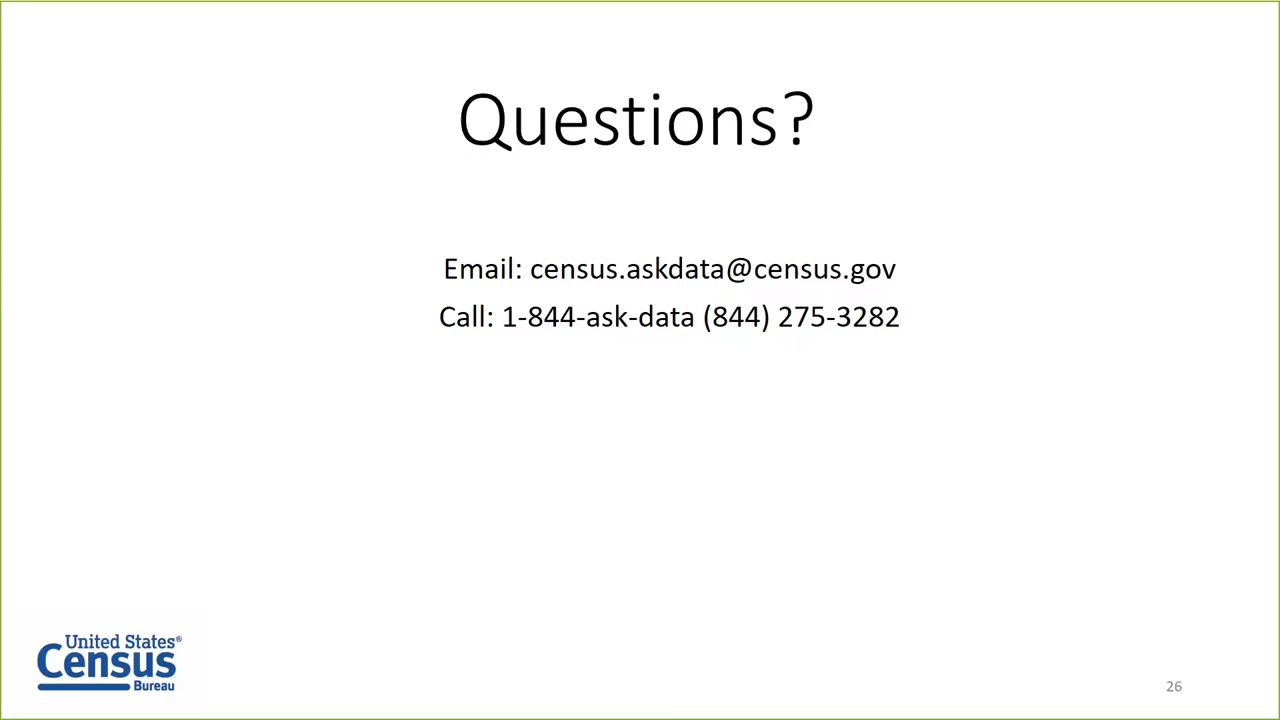 Questions?
Email: census.askdata@census.gov
Call: 1-844-ask-data (844) 275-3282
United States®
Census
Bureau
26